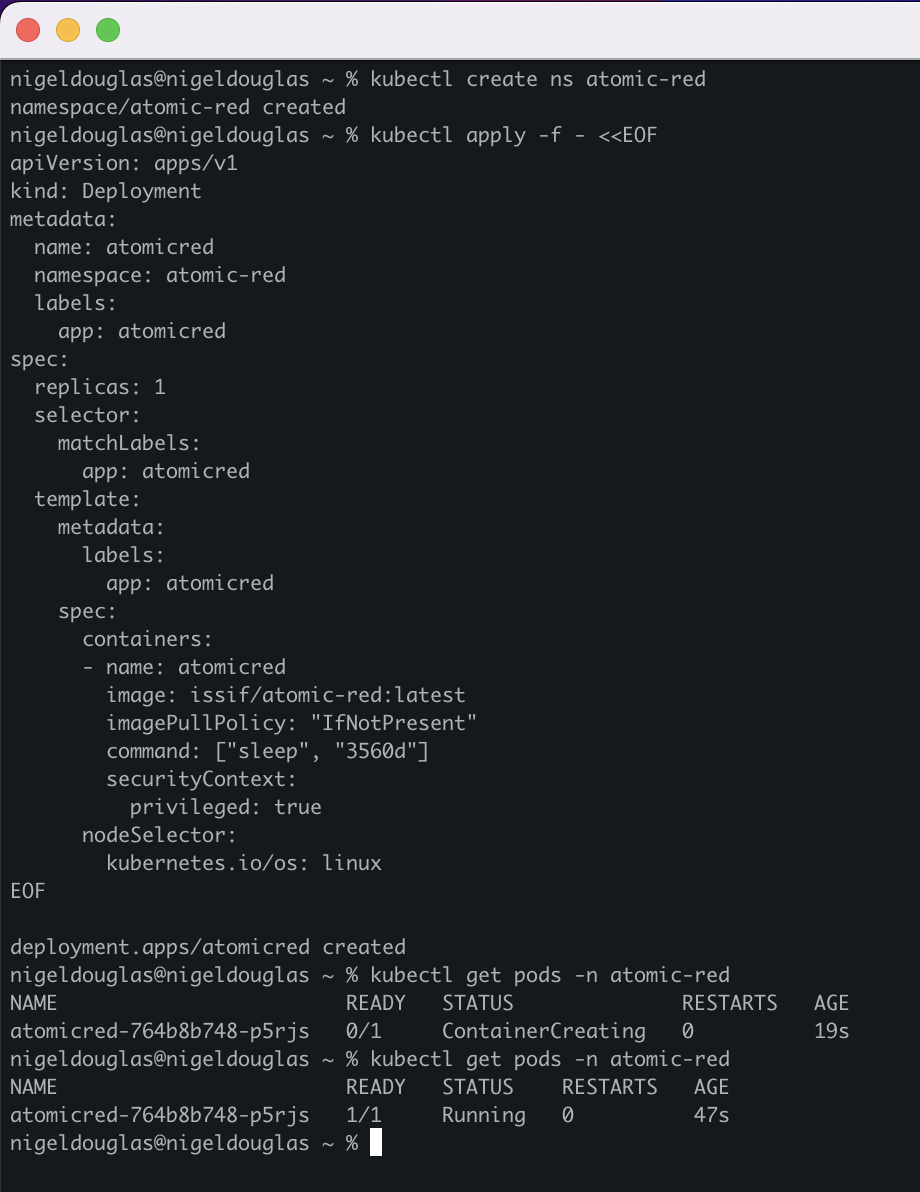 nigeldouglas@nigeldouglas ~ % kubectl create ns atomic-red
namespace/atomic-red created
nigeldouglas@nigeldouglas ~ % kubectl apply -f - <<EOF
apiVersion: apps/v1
kind: Deployment
metadata:
  name: atomicred
  namespace: atomic-red
  labels:
    app: atomicred
spec:
  replicas: 1
  selector:
    matchLabels:
      app: atomicred
  template:
    metadata:
      labels:
        app: atomicred
    spec:
      containers:
      - name: atomicred
        image: issif/atomic-red:latest
        imagePullPolicy: "IfNotPresent"
        command: ["sleep", "3560d"]
        securityContext:
          privileged: true
      nodeSelector:
        kubernetes.io/os: linux
EOF

deployment.apps/atomicred created
nigeldouglas@nigeldouglas ~ % kubectl get pods -n atomic-red
NAME                        READY   STATUS              RESTARTS   AGE
atomicred-764b8b748-p5rjs   0/1     ContainerCreating   0          19s
nigeldouglas@nigeldouglas ~ % kubectl get pods -n atomic-red
NAME                        READY   STATUS    RESTARTS   AGE
atomicred-764b8b748-p5rjs   1/1     Running   0          47s
nigeldouglas@nigeldouglas ~ %